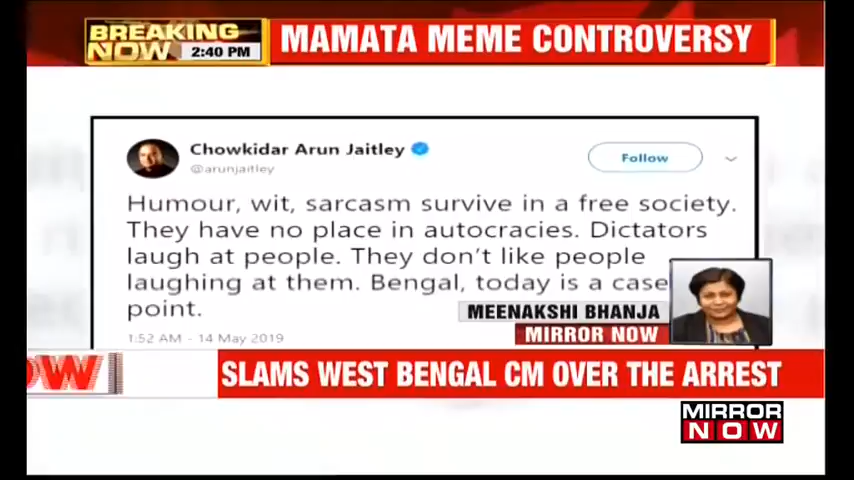 BREAKING
NOW
2:40 PM
MAMATA MEME CONTROVERSY
Chowkidar Arun Jaitley
@arunjaitley
Follow
Humour, wit, sarcasm survive in a free society.
They have no place in autocracies. Dictators
laugh at people. They don't like people
laughing at them. Bengal, today is a case
point.
1:52 AM - 14 May 2019
MEENAKSHI BHANJA
MIRROR NOW
OW
SLAMS WEST BENGAL CM OVER THE ARREST
MIRROR
NOW